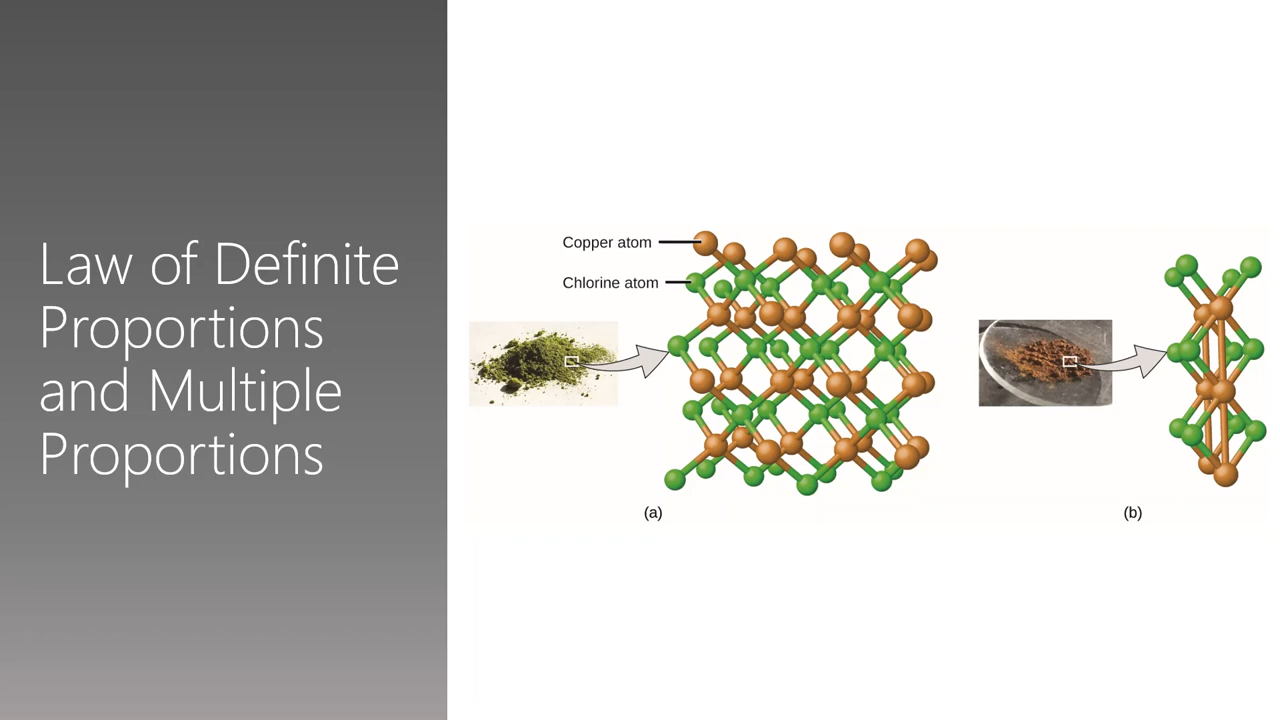 Law of Definite
Proportions
and Multiple
Proportions
Copper atom
Chlorine atom
(a)
(b)